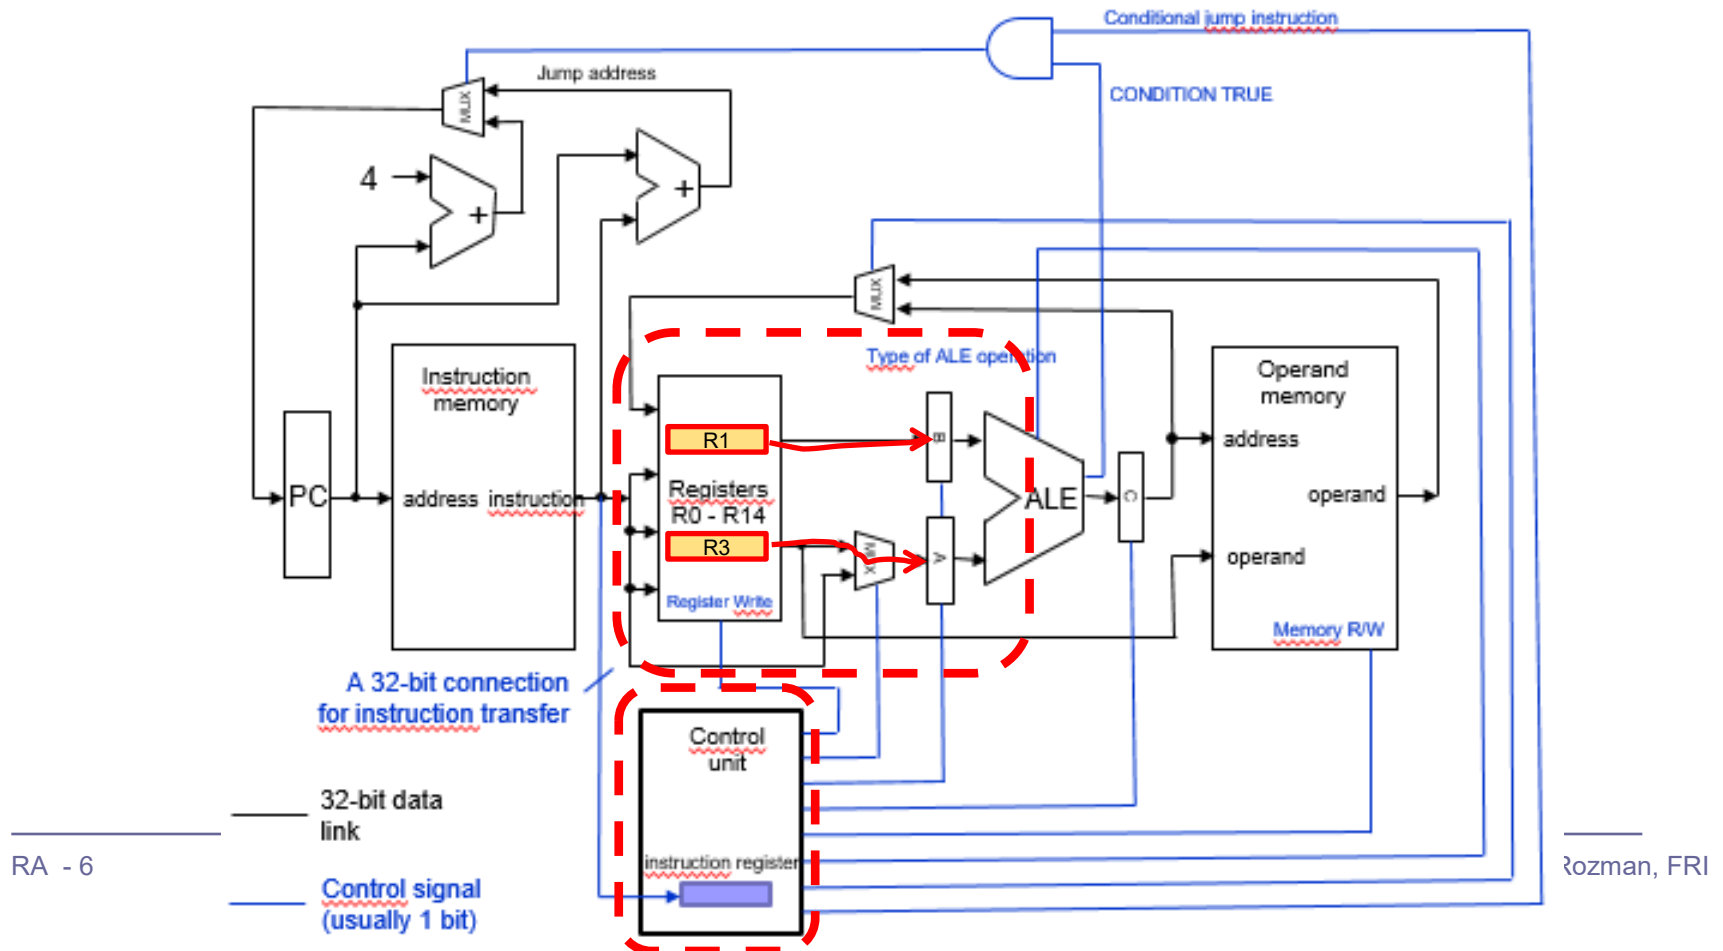 Conditional jump instruction
Jump address
MUX
CONDITION TRUE
4
+
+
MUX
Type of ALE operation
Instruction
memory
Operand
memory
R1
B
address
PC
address instruction
Registers
R0 - R14
ALE
C
operand
R3
MUX
A
operand
Register Write
Memory R/W
A 32-bit connection
for instruction transfer
Control
unit
32-bit data
link
instruction register
RA - 6
Rozman, FRI
Control signal
(usually 1 bit)